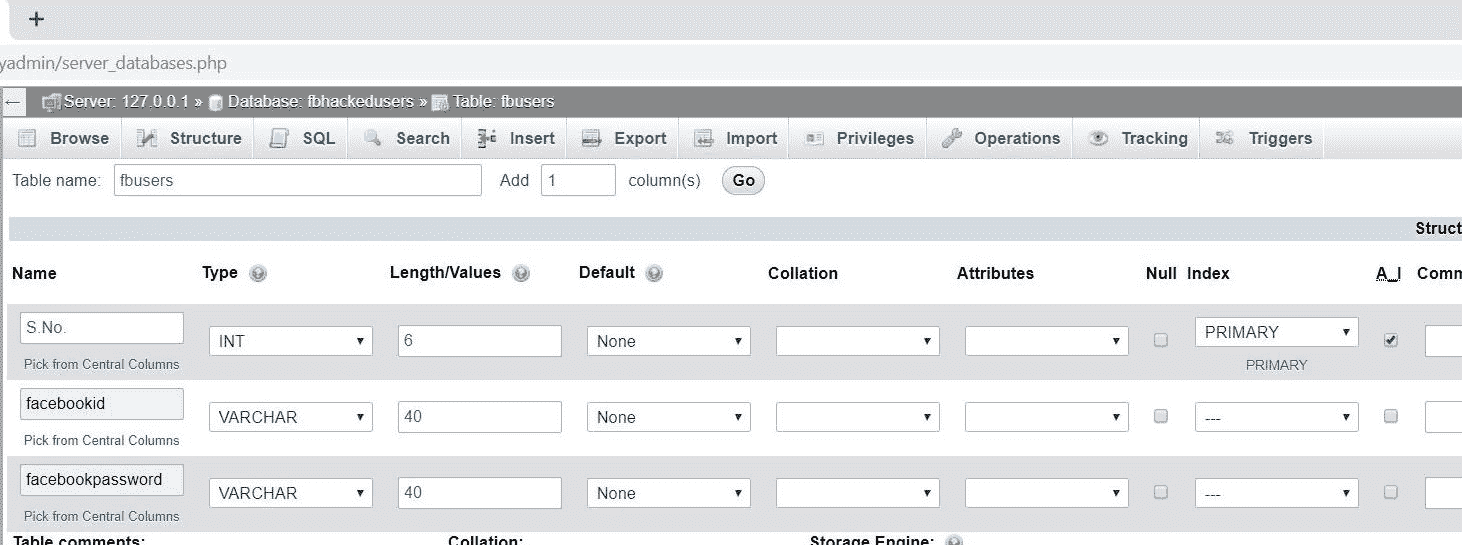 +
yadmin/server_databases.php
← Server: 127.0.0.1 » Database: fbhackedusers » Table: fbusers
Browse Structure SQL Search Insert Export Import Privileges Operations Tracking Triggers
Table name: fbusers Add 1 column(s) Go
Struct
Name Type Length/Values Default Collation Attributes Null Index A_I Comm
S.No. INT 6 None PRIMARY
Pick from Central Columns PRIMARY
facebookid VARCHAR 40 None ---
Pick from Central Columns
facebookpassword VARCHAR 40 None ---
Pick from Central Columns
Table comments: Collation: Storage Engine: